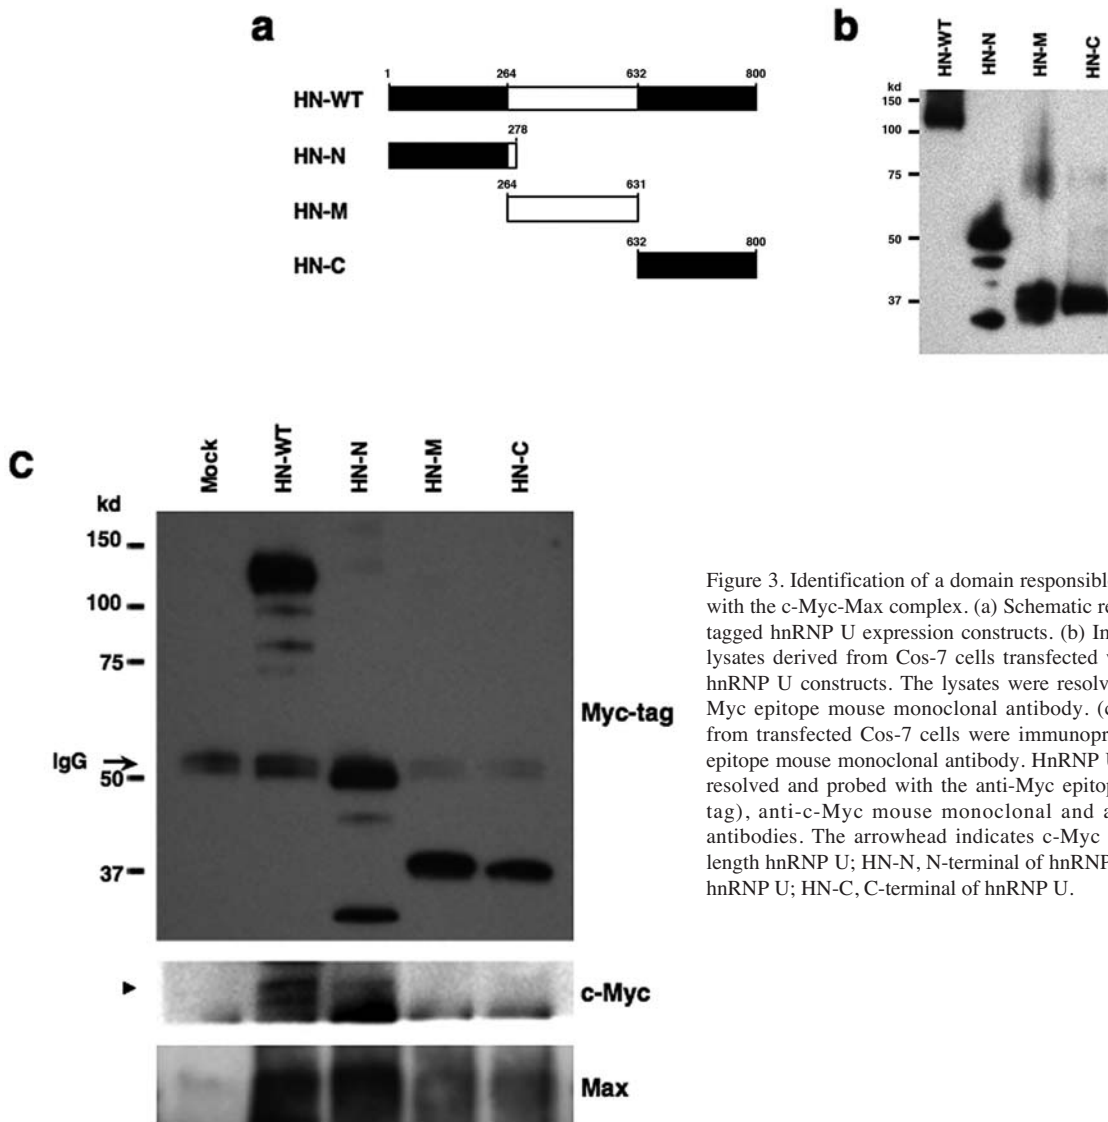 a
1 264 632 800
HN-WT
278
HN-N
264 631
HN-M
632 800
HN-C
b
HN-WT HN-N HN-M HN-C
kd
150
100
75
50
37
C
Mock HN-WT HN-N HN-M HN-C
kd
150
100
75
IgG
50
37
Myc-tag
c-Myc
Max
Figure 3. Identification of a domain responsibl
with the c-Myc-Max complex. (a) Schematic re
tagged hnRNP U expression constructs. (b) In
lysates derived from Cos-7 cells transfected v
hnRNP U constructs. The lysates were resolv
Myc epitope mouse monoclonal antibody. (c
from transfected Cos-7 cells were immunopr
epitope mouse monoclonal antibody. HnRNP U
resolved and probed with the anti-Myc epitop
tag), anti-c-Myc mouse monoclonal and a
antibodies. The arrowhead indicates c-Myc
length hnRNP U; HN-N, N-terminal of hnRNP
hnRNP U; HN-C, C-terminal of hnRNP U.